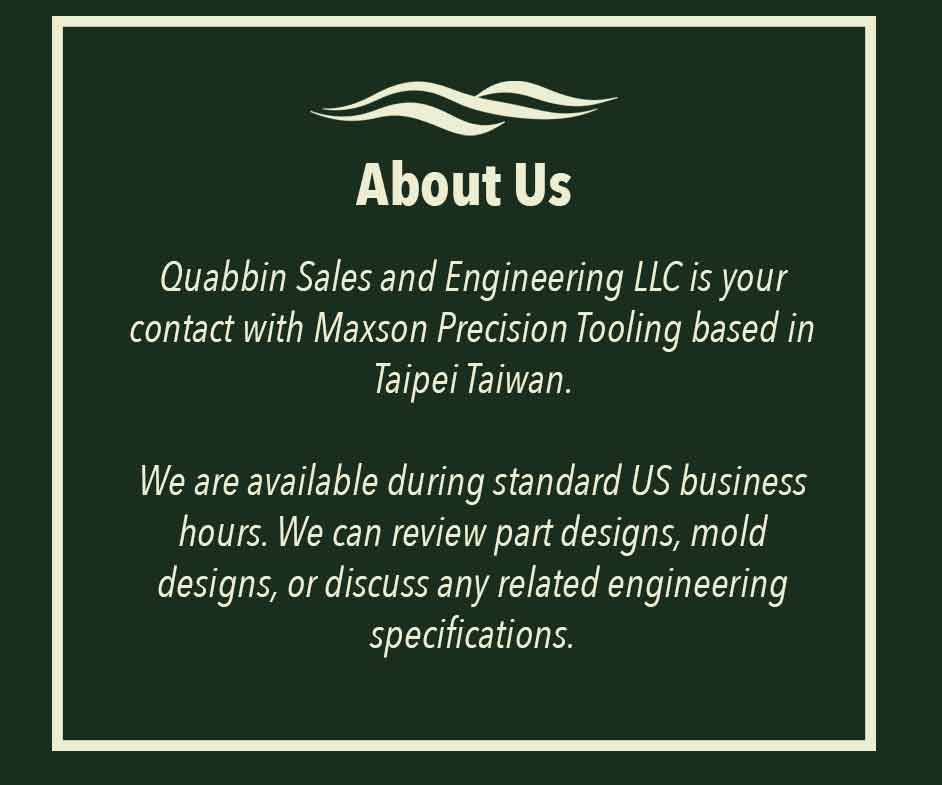 About Us
Quabbin Sales and Engineering LLC is your
contact with Maxson Precision Tooling based in
Taipei Taiwan.
We are available during standard US business
hours. We can review part designs, mold
designs, or discuss any related engineering
specifications.